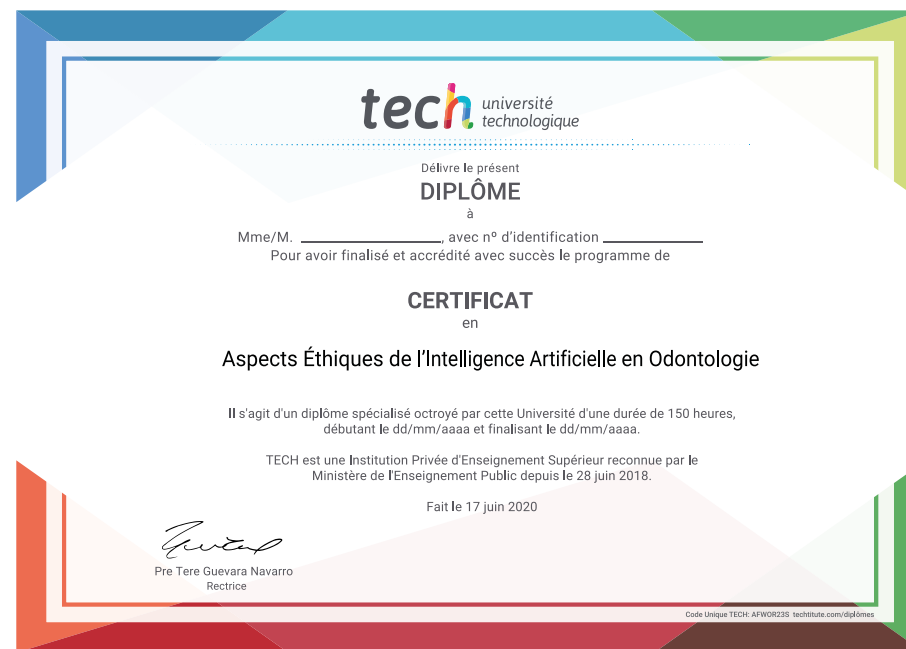 tech université
technologique
Délivre le présent
DIPLÔME
à
Mme/M. ____________________, avec nº d'identification ______________
Pour avoir finalisé et accrédité avec succès le programme de
CERTIFICAT
en
Aspects Éthiques de l'Intelligence Artificielle en Odontologie
Il s'agit d'un diplôme spécialisé octroyé par cette Université d'une durée de 150 heures,
débutant le dd/mm/aaaa et finalisant le dd/mm/aaaa.
TECH est une Institution Privée d'Enseignement Supérieur reconnue par le
Ministère de l'Enseignement Public depuis le 28 juin 2018.
Fait le 17 juin 2020
Pre Tere Guevara Navarro
Rectrice
Code Unique TECH: AFWOR23S techtitute.com/diplômes